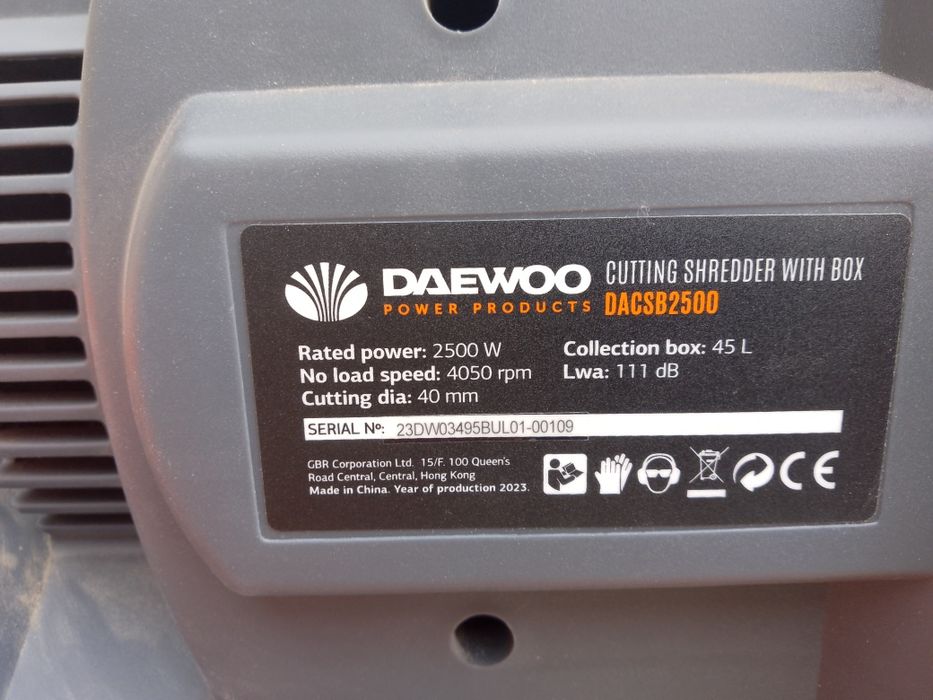 DAEWOO
POWER PRODUCTS
CUTTING SHREDDER WITH BOX
DACSB2500
Rated power: 2500 W
No load speed: 4050 rpm
Cutting dia: 40 mm
Collection box: 45 L
Lwa: 111 dB
SERIAL Nº: 23DW03495BUL01-00109
GBR Corporation Ltd. 15/F. 100 Queen's
Road Central, Central, Hong Kong
Made in China. Year of production 2023.
CE